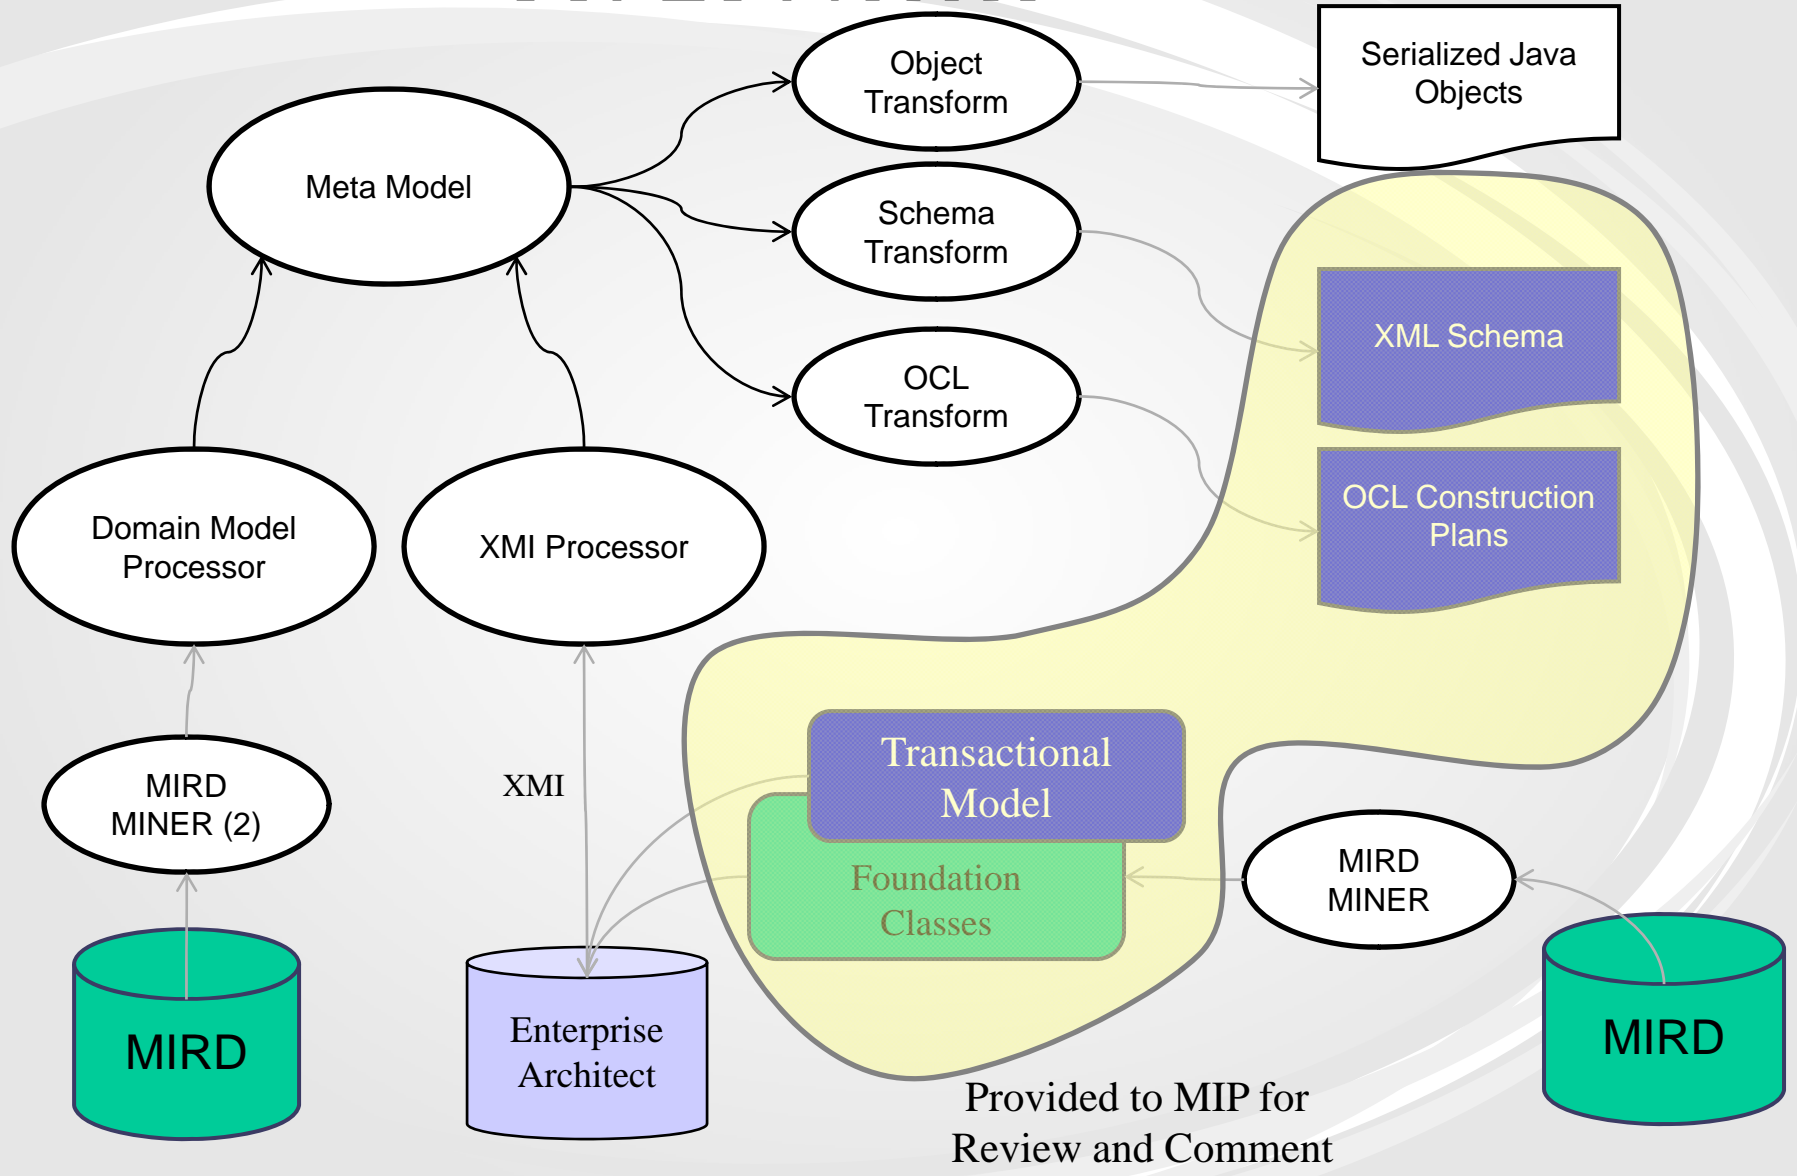 Object
Transform
Serialized Java
Objects
Meta Model
Schema
Transform
XML Schema
OCL
Transform
OCL Construction
Plans
Domain Model
Processor
XMI Processor
Transactional
Model
XMI
MIRD
MINER (2)
Foundation
Classes
MIRD
MINER
MIRD
Enterprise
Architect
MIRD
Provided to MIP for
Review and Comment